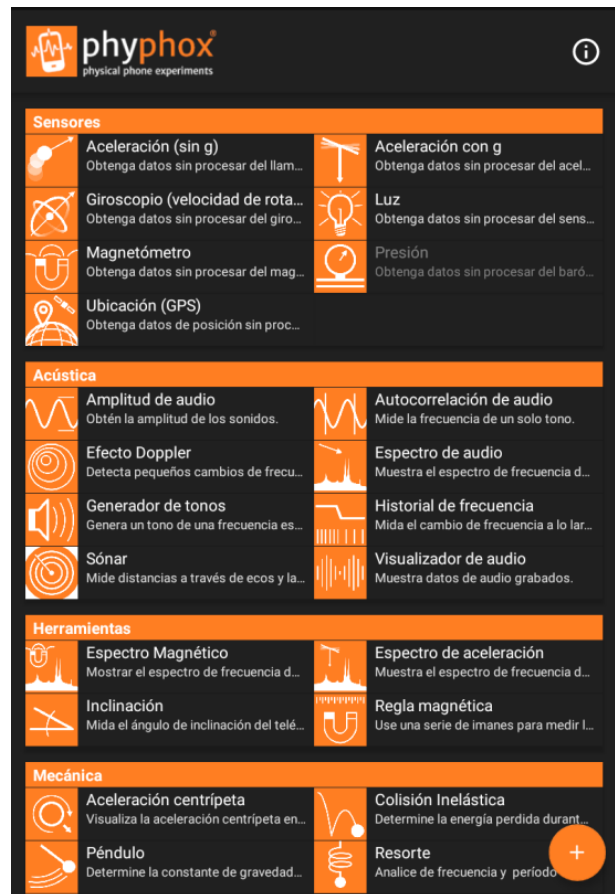 phyphox®
physical phone experiments
Sensores
Aceleración (sin g)
Obtenga datos sin procesar del llam...
Aceleración con g
Obtenga datos sin procesar del acel...
Giroscopio (velocidad de rota...
Obtenga datos sin procesar del giro...
Luz
Obtenga datos sin procesar del sens...
Magnetómetro
Obtenga datos sin procesar del mag...
Presión
Obtenga datos sin procesar del baró...
Ubicación (GPS)
Obtenga datos de posición sin proc...
Acústica
Amplitud de audio
Obtén la amplitud de los sonidos.
Autocorrelación de audio
Mide la frecuencia de un solo tono.
Efecto Doppler
Detecta pequeños cambios de frecu...
Espectro de audio
Muestra el espectro de frecuencia d...
Generador de tonos
Genera un tono de una frecuencia es...
Historial de frecuencia
Mida el cambio de frecuencia a lo lar...
Sónar
Mide distancias a través de ecos y la...
Visualizador de audio
Muestra datos de audio grabados.
Herramientas
Espectro Magnético
Mostrar el espectro de frecuencia d...
Espectro de aceleración
Muestra el espectro de frecuencia d...
Inclinación
Mida el ángulo de inclinación del telé...
Regla magnética
Use una serie de imanes para medir l...
Mecánica
Aceleración centrípeta
Visualiza la aceleración centrípeta en...
Colisión Inelástica
Determine la energía perdida durant...
Péndulo
Determine la constante de gravedad...
Resorte
Analice de frecuencia y período